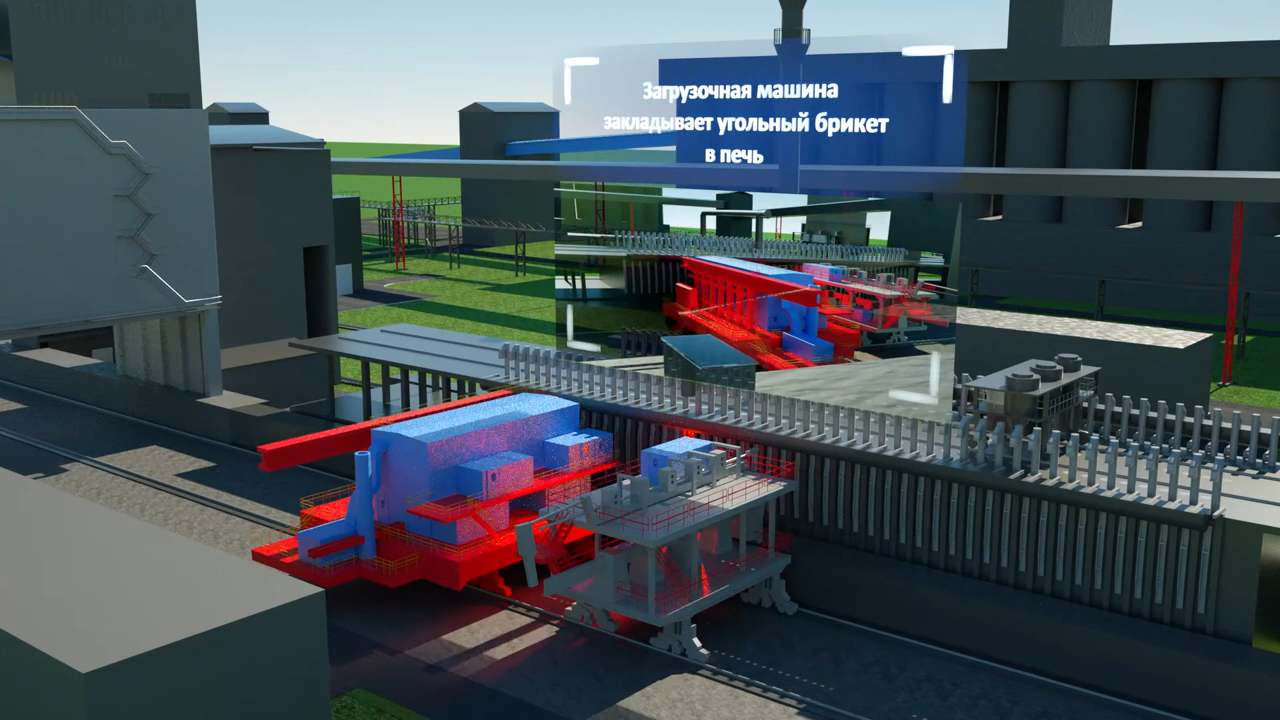 Загрузочная машина
закладывает угольный брикет
в печь